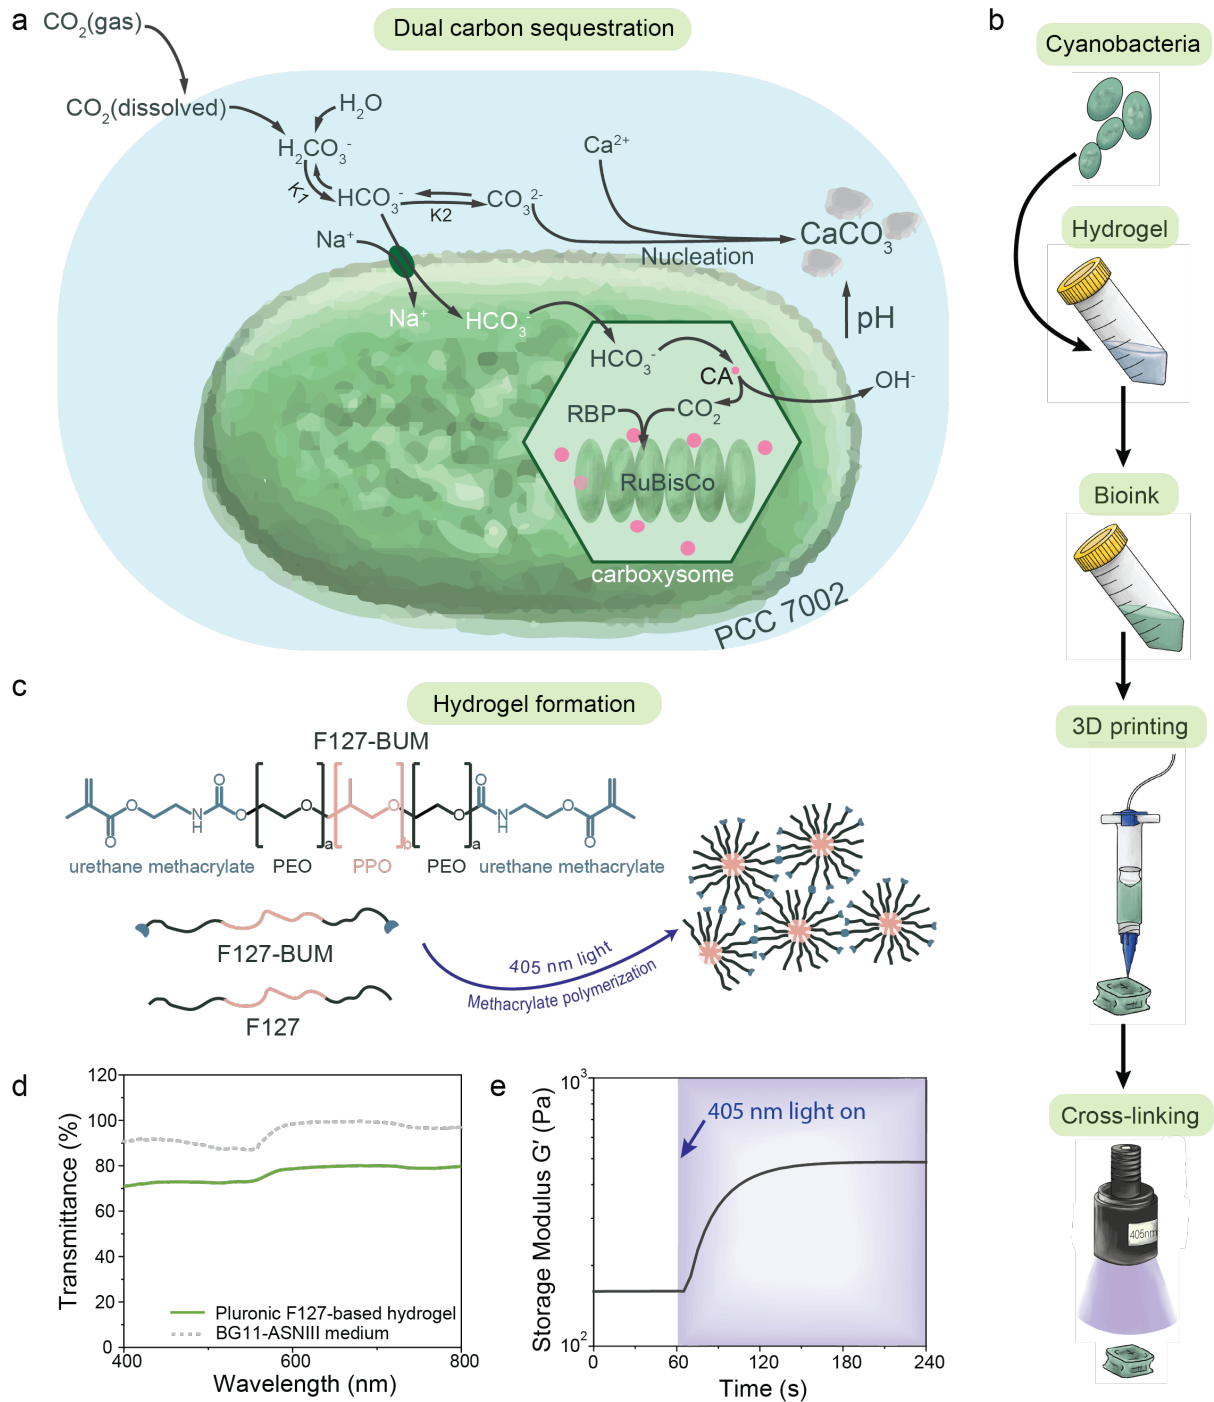 a
CO₂(gas)
Dual carbon sequestration
CO₂(dissolved)
H₂O
H₂CO₃⁻
K1
HCO₃⁻
K2
CO₃²⁻
Ca²⁺
CaCO₃
Nucleation
Na⁺
Na⁺
HCO₃⁻
pH
HCO₃⁻
CA
OH⁻
RBP
CO₂
RuBisCo
carboxysome
PCC 7002
b
Cyanobacteria
Hydrogel
Bioink
3D printing
Cross-linking
405nm
c
Hydrogel formation
F127-BUM
O
O
N
H
O
O
O
a
O
b
O
a
O
N
H
O
O
O
urethane methacrylate
PEO
PPO
PEO
urethane methacrylate
F127-BUM
F127
405 nm light
Methacrylate polymerization
d
Transmittance (%)
120
100
80
60
40
20
0
Pluronic F127-based hydrogel
BG11-ASNIII medium
400
600
800
Wavelength (nm)
e
Storage Modulus G′ (Pa)
10³
10²
405 nm light on
0
60
120
180
240
Time (s)